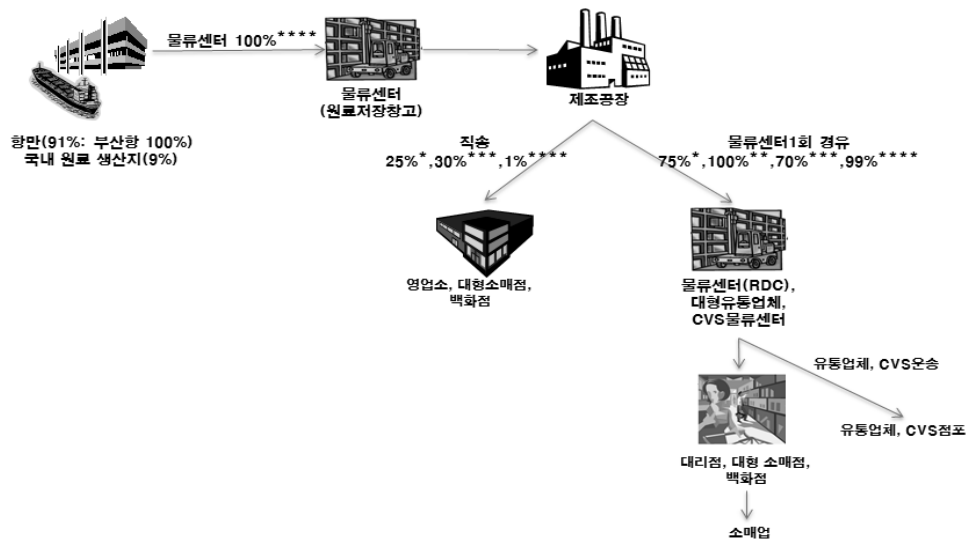 물류센터 100%****
물류센터
(원료저장창고)
제조공장
항만(91%: 부산항 100%)
국내 원료 생산지(9%)
직송
25%*,30%***,1%****
물류센터1회 경유
75%*,100%**,70%***,99%****
영업소, 대형소매점,
백화점
물류센터(RDC),
대형유통업체,
CVS물류센터
유통업체, CVS운송
유통업체, CVS점포
대리점, 대형 소매점,
백화점
소매업